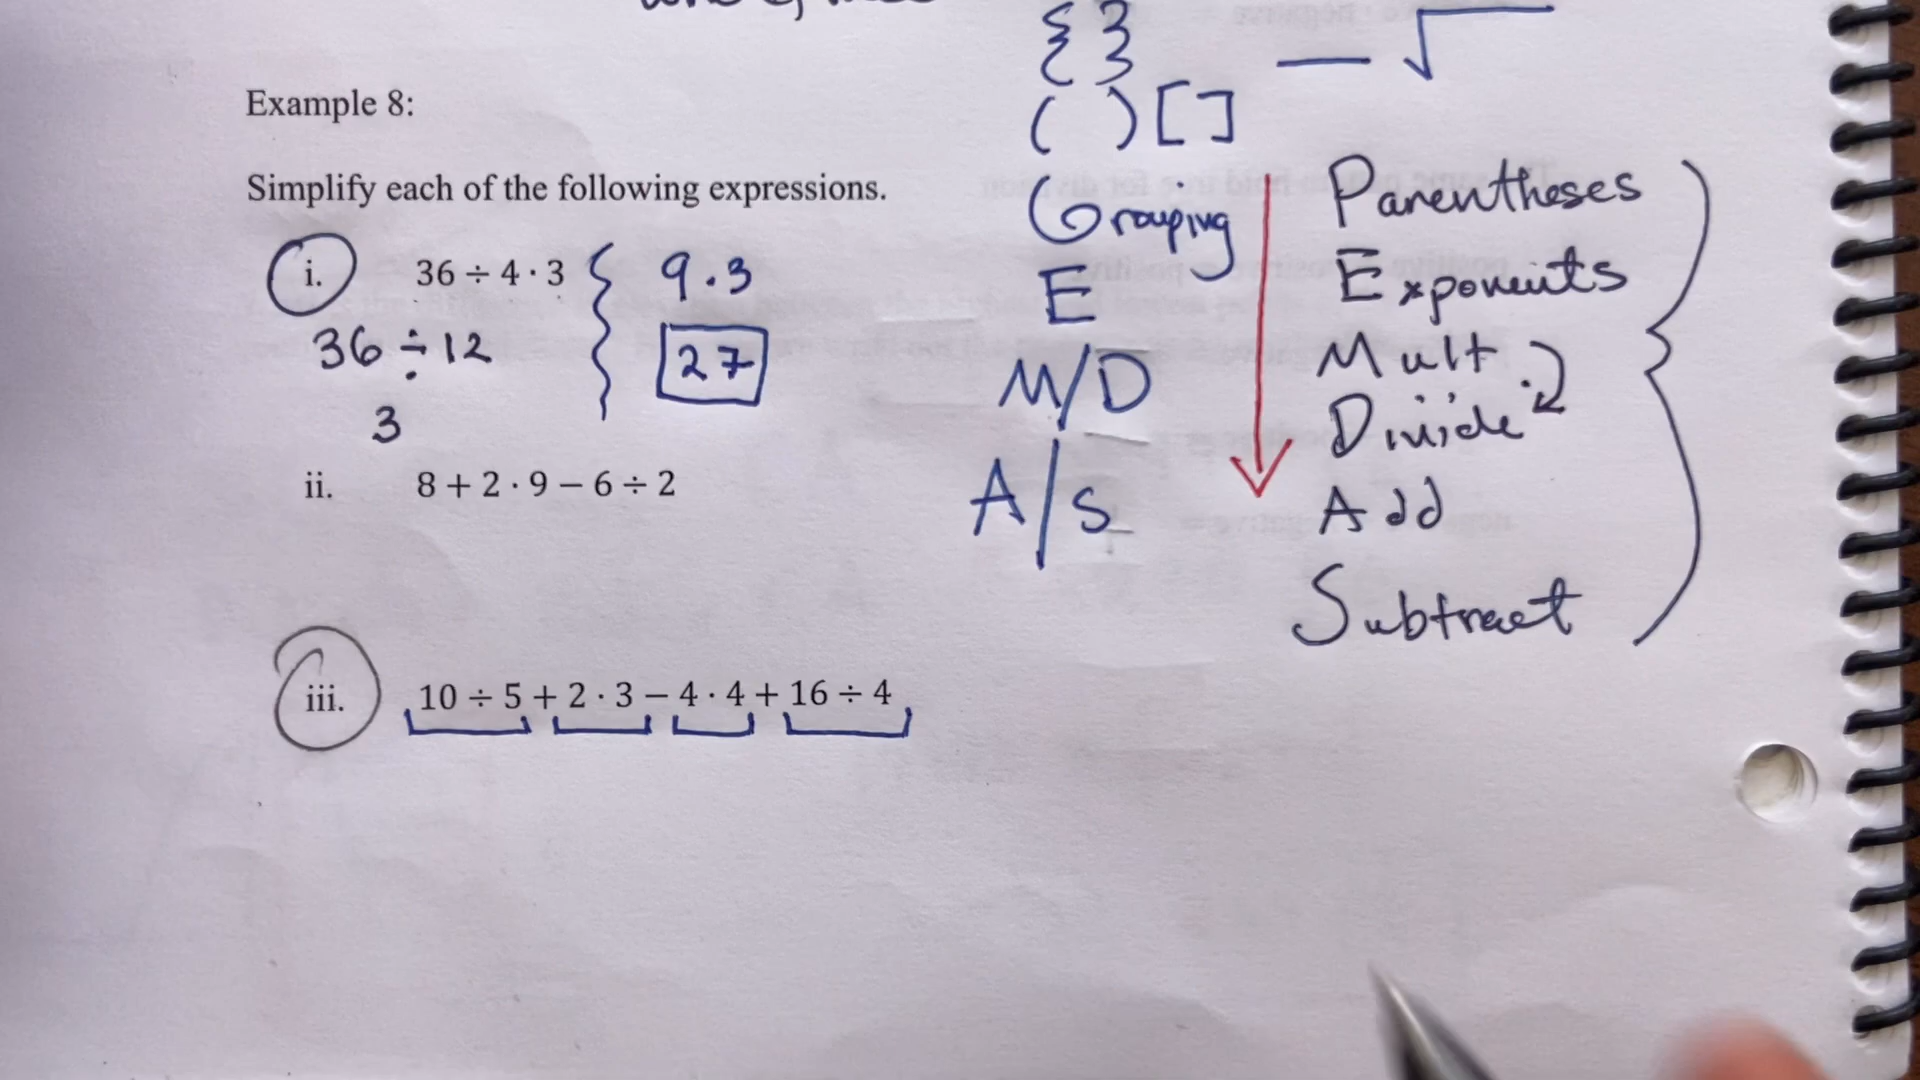 Example 8:
Simplify each of the following expressions.
i. 36 ÷ 4 · 3
9 . 3
36 ÷ 12
27
3
ii. 8 + 2 · 9 − 6 ÷ 2
iii. 10 ÷ 5 + 2 · 3 − 4 · 4 + 16 ÷ 4
{ } — √
( ) [ ]
Grouping
E
M/D
A/S
Parentheses
Exponents
Mult
Divide
Add
Subtract